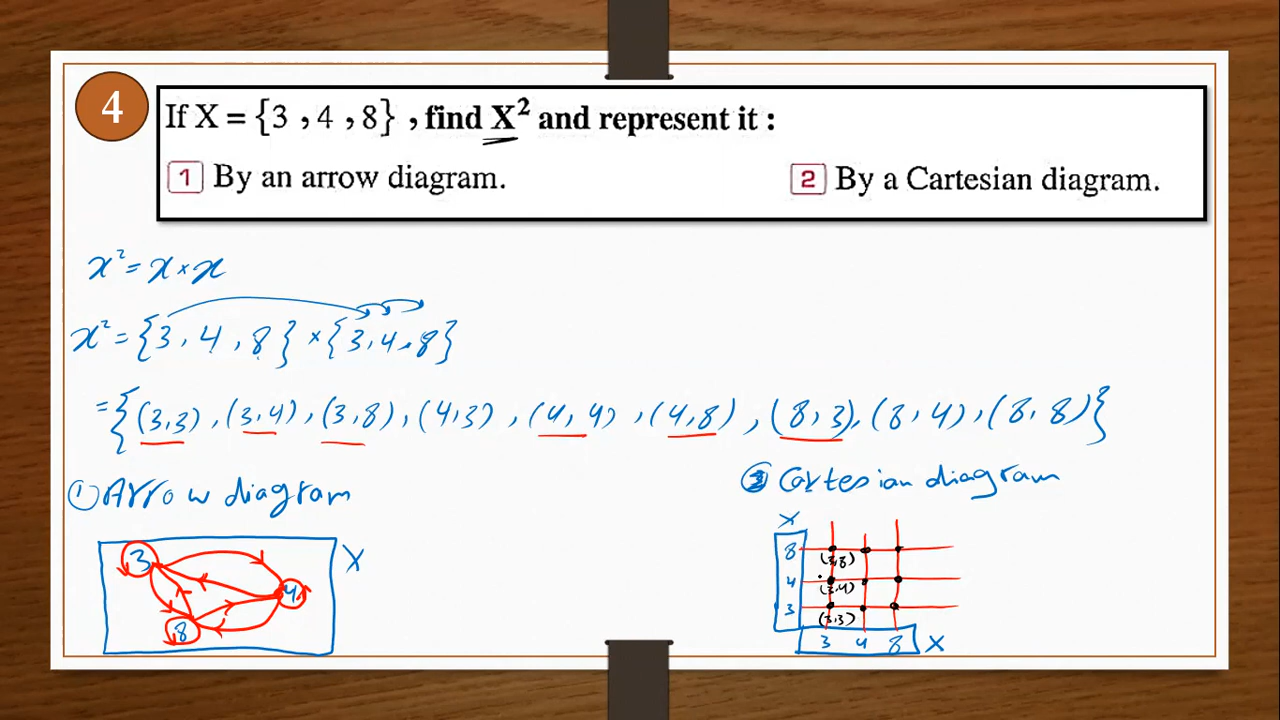 4
If X = {3 , 4 , 8} , find X² and represent it :
1 By an arrow diagram.
2 By a Cartesian diagram.
x² = x × x
x² = {3 , 4 , 8} × {3, 4, 8}
= {(3,3) , (3,4) , (3,8) , (4,3) , (4,4) , (4,8) , (8,3), (8,4) , (8,8)}
① Arrow diagram
3
4
8
X
② Cartesian diagram
X
8
4
3
(3,8)
(3,4)
(3,3)
3 4 8 X